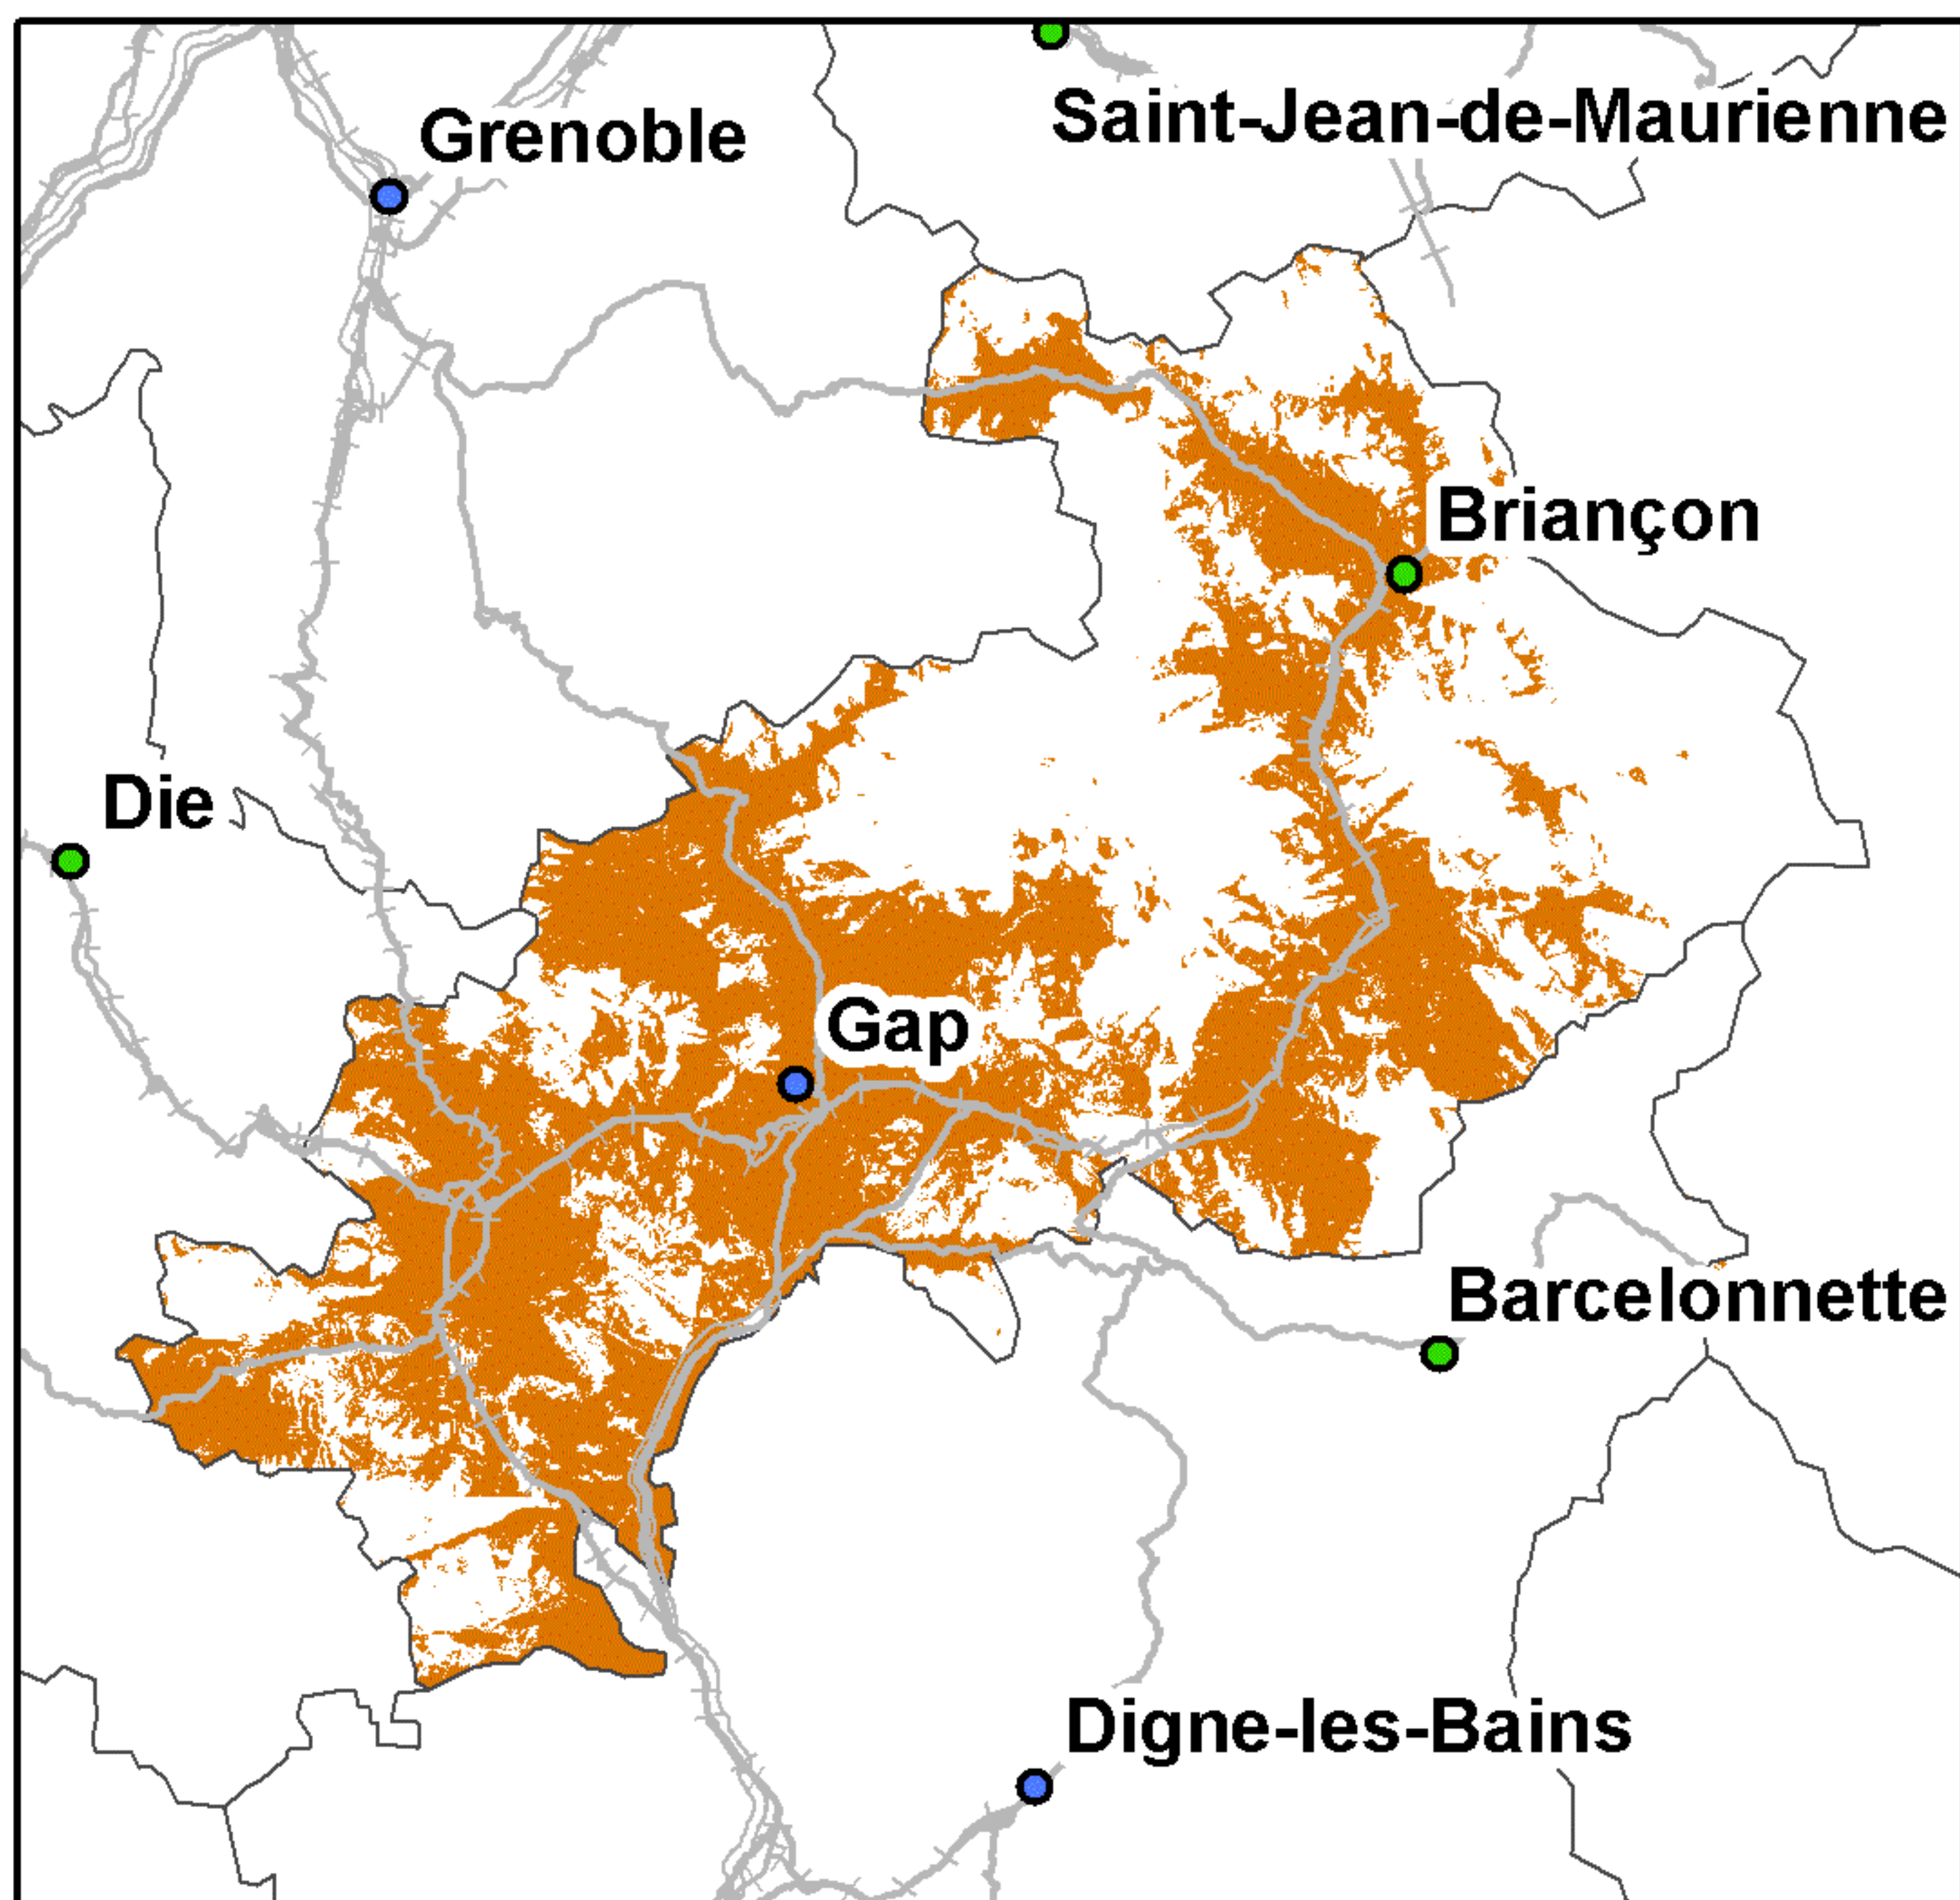 Grenoble
Saint-Jean-de-Maurienne
Briançon
Die
Gap
Barcelonnette
Digne-les-Bains